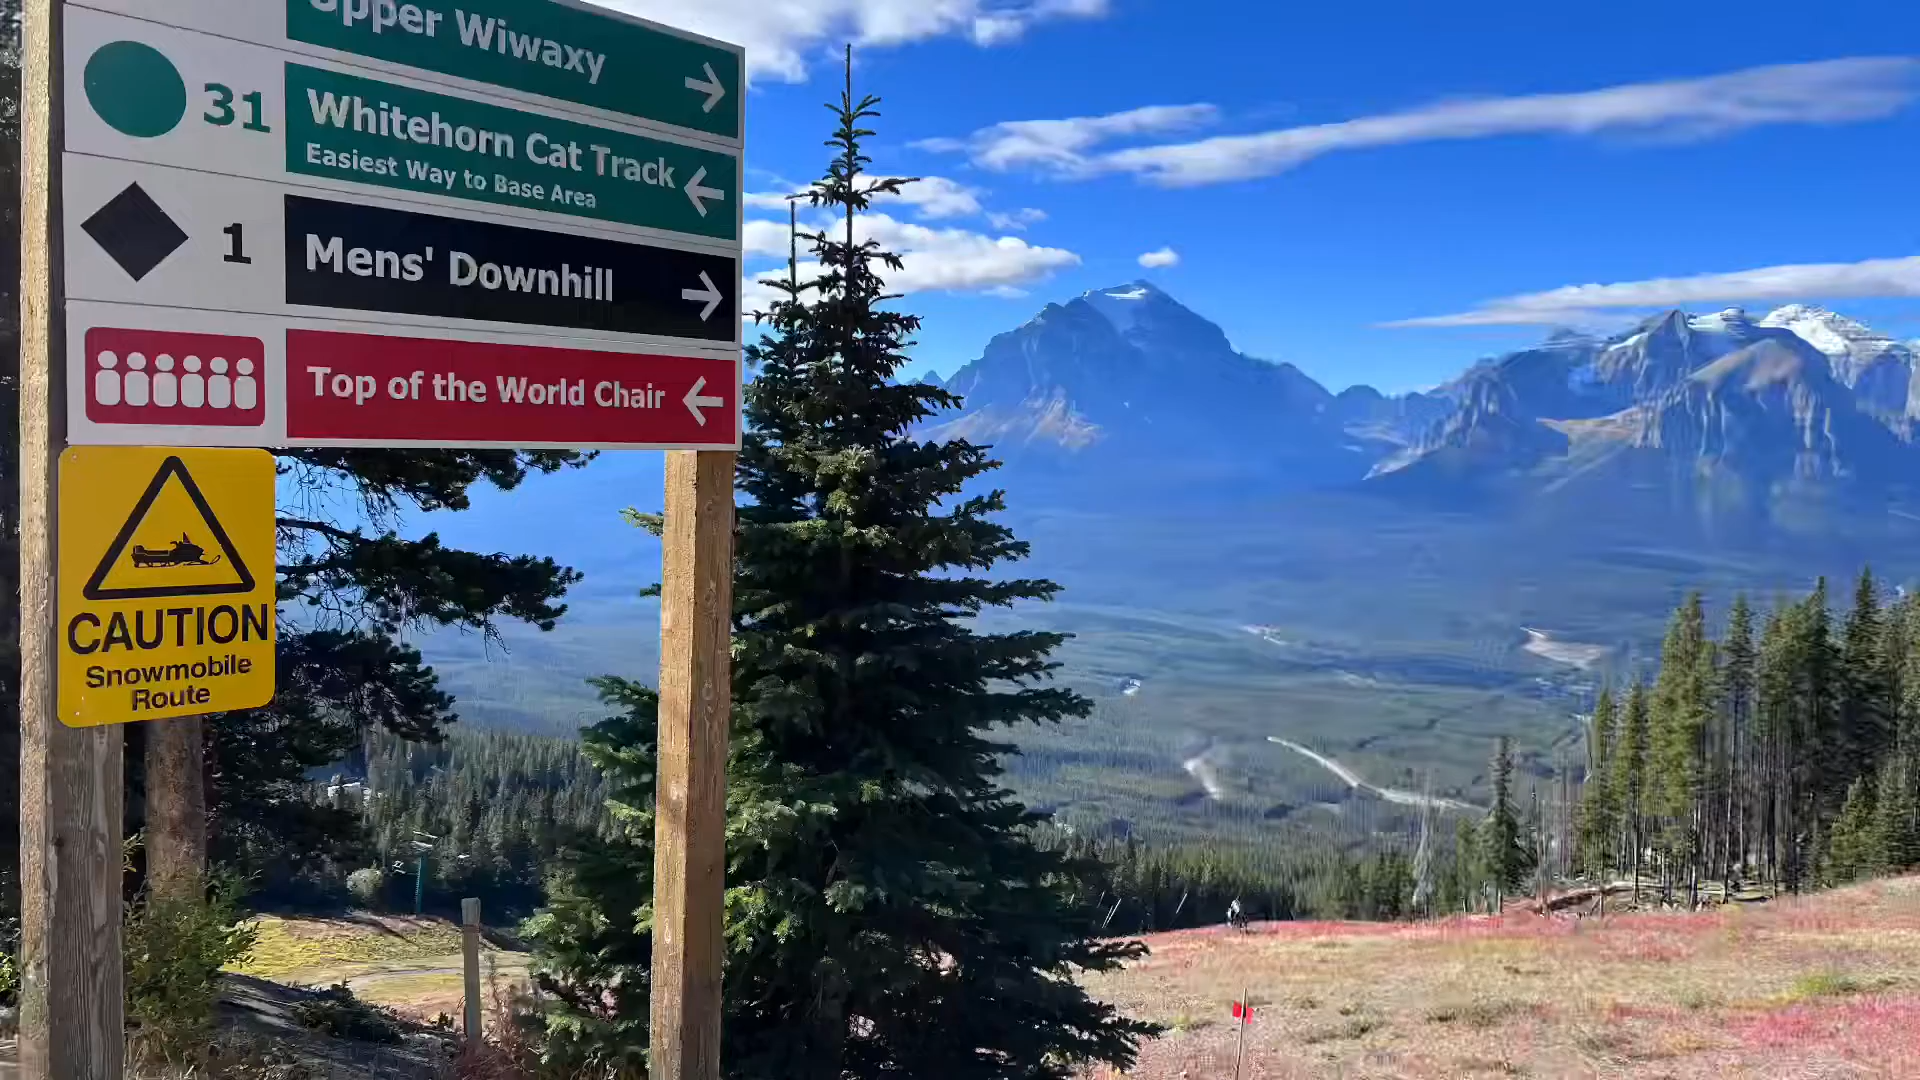 Upper Wiwaxy
31 Whitehorn Cat Track
Easiest Way to Base Area
1 Mens' Downhill
Top of the World Chair
CAUTION
Snowmobile
Route